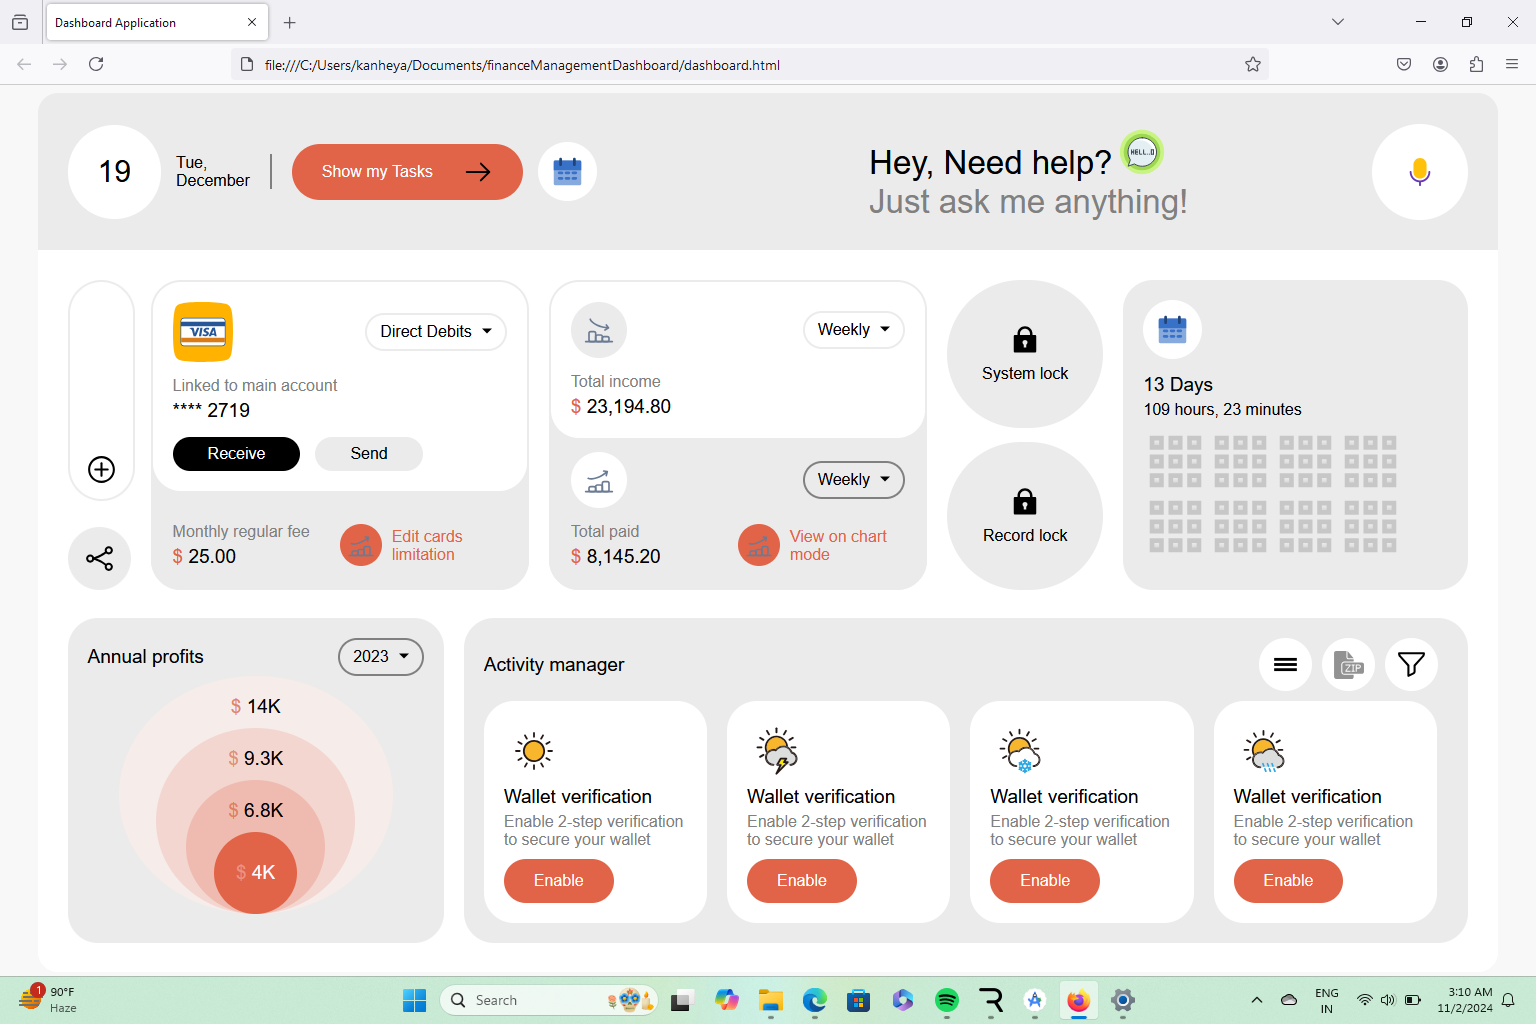 Dashboard Application
file:///C:/Users/kanheya/Documents/financeManagementDashboard/dashboard.html
19
Tue,
December
Show my Tasks
Hey, Need help?
HELL..O
Just ask me anything!
VISA
Direct Debits
Linked to main account
**** 2719
Receive
Send
Monthly regular fee
$ 25.00
Edit cards
limitation
Weekly
Total income
$ 23,194.80
Weekly
Total paid
$ 8,145.20
View on chart
mode
System lock
Record lock
13 Days
109 hours, 23 minutes
Annual profits
2023
$ 14K
$ 9.3K
$ 6.8K
$ 4K
Activity manager
ZIP
Wallet verification
Enable 2-step verification
to secure your wallet
Enable
Wallet verification
Enable 2-step verification
to secure your wallet
Enable
Wallet verification
Enable 2-step verification
to secure your wallet
Enable
Wallet verification
Enable 2-step verification
to secure your wallet
Enable
1
90°F
Haze
Search
ENG
IN
3:10 AM
11/2/2024